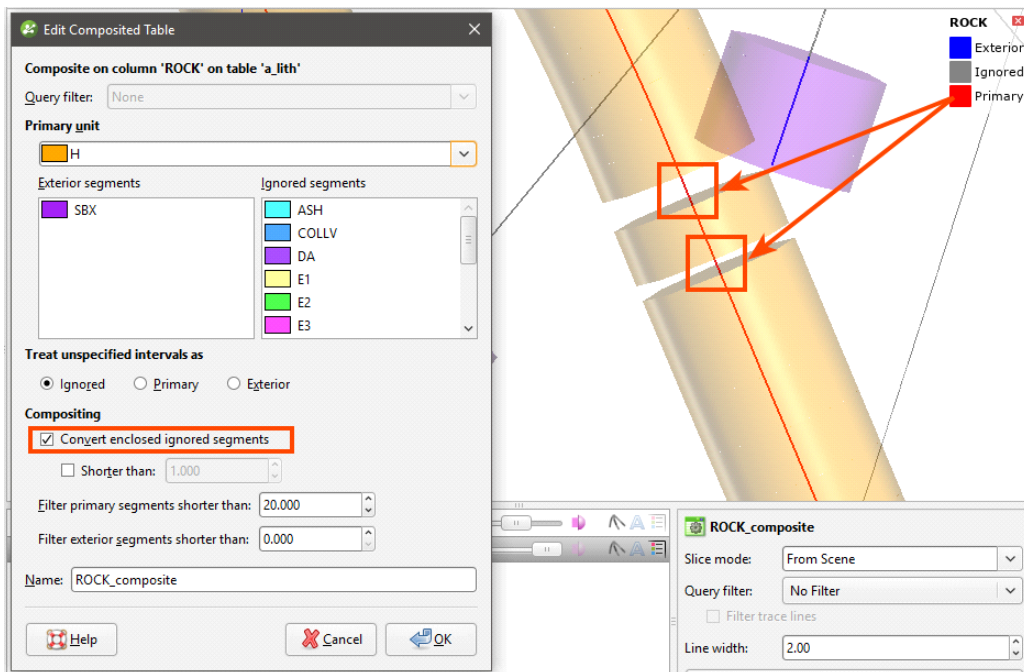 Edit Composited Table
Composite on column 'ROCK' on table 'a_lith'
Query filter: None
Primary unit
H
Exterior segments Ignored segments
SBX
ASH
COLLV
DA
E1
E2
E3
Treat unspecified intervals as
Ignored Primary Exterior
Compositing
Convert enclosed ignored segments
Shorter than: 1.000
Filter primary segments shorter than: 20.000
Filter exterior segments shorter than: 0.000
Name: ROCK_composite
Help Cancel OK
ROCK
Exterior
Ignored
Primary
ROCK_composite
Slice mode: From Scene
Query filter: No Filter
Filter trace lines
Line width: 2.00